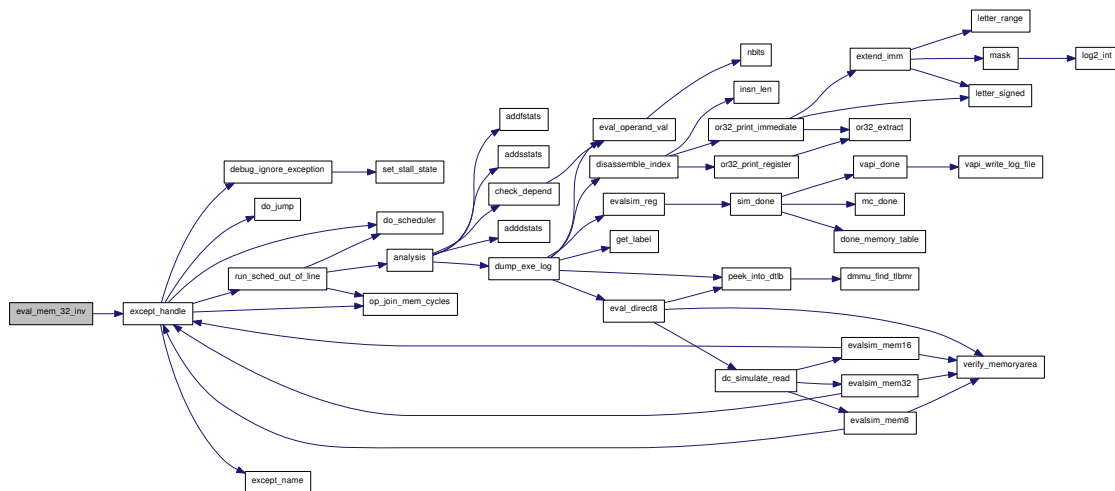 letter_range
nbits
extend_imm
mask
log2_int
insn_len
letter_signed
addfstats
eval_operand_val
or32_print_immediate
or32_extract
addsstats
debug_ignore_exception
set_stall_state
disassemble_index
or32_print_register
vapi_done
vapi_write_log_file
check_depend
do_jump
evalsim_reg
sim_done
mc_done
do_scheduler
adddstats
get_label
done_memory_table
analysis
dump_exe_log
run_sched_out_of_line
peek_into_dtlb
dmmu_find_tlbmr
op_join_mem_cycles
eval_mem_32_inv
except_handle
eval_direct8
evalsim_mem16
verify_memoryarea
dc_simulate_read
evalsim_mem32
evalsim_mem8
except_name